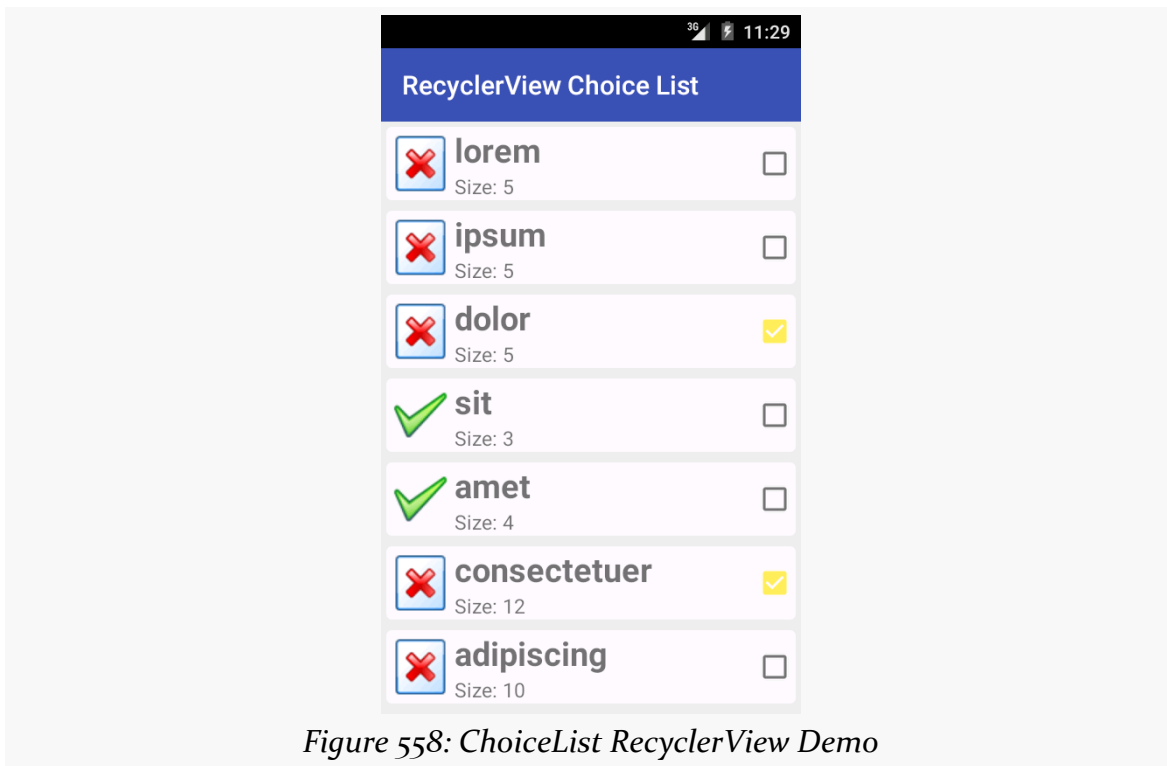 3G 11:29
RecyclerView Choice List
lorem
Size: 5
ipsum
Size: 5
dolor
Size: 5
sit
Size: 3
amet
Size: 4
consectetuer
Size: 12
adipiscing
Size: 10
Figure 558: ChoiceList RecyclerView Demo